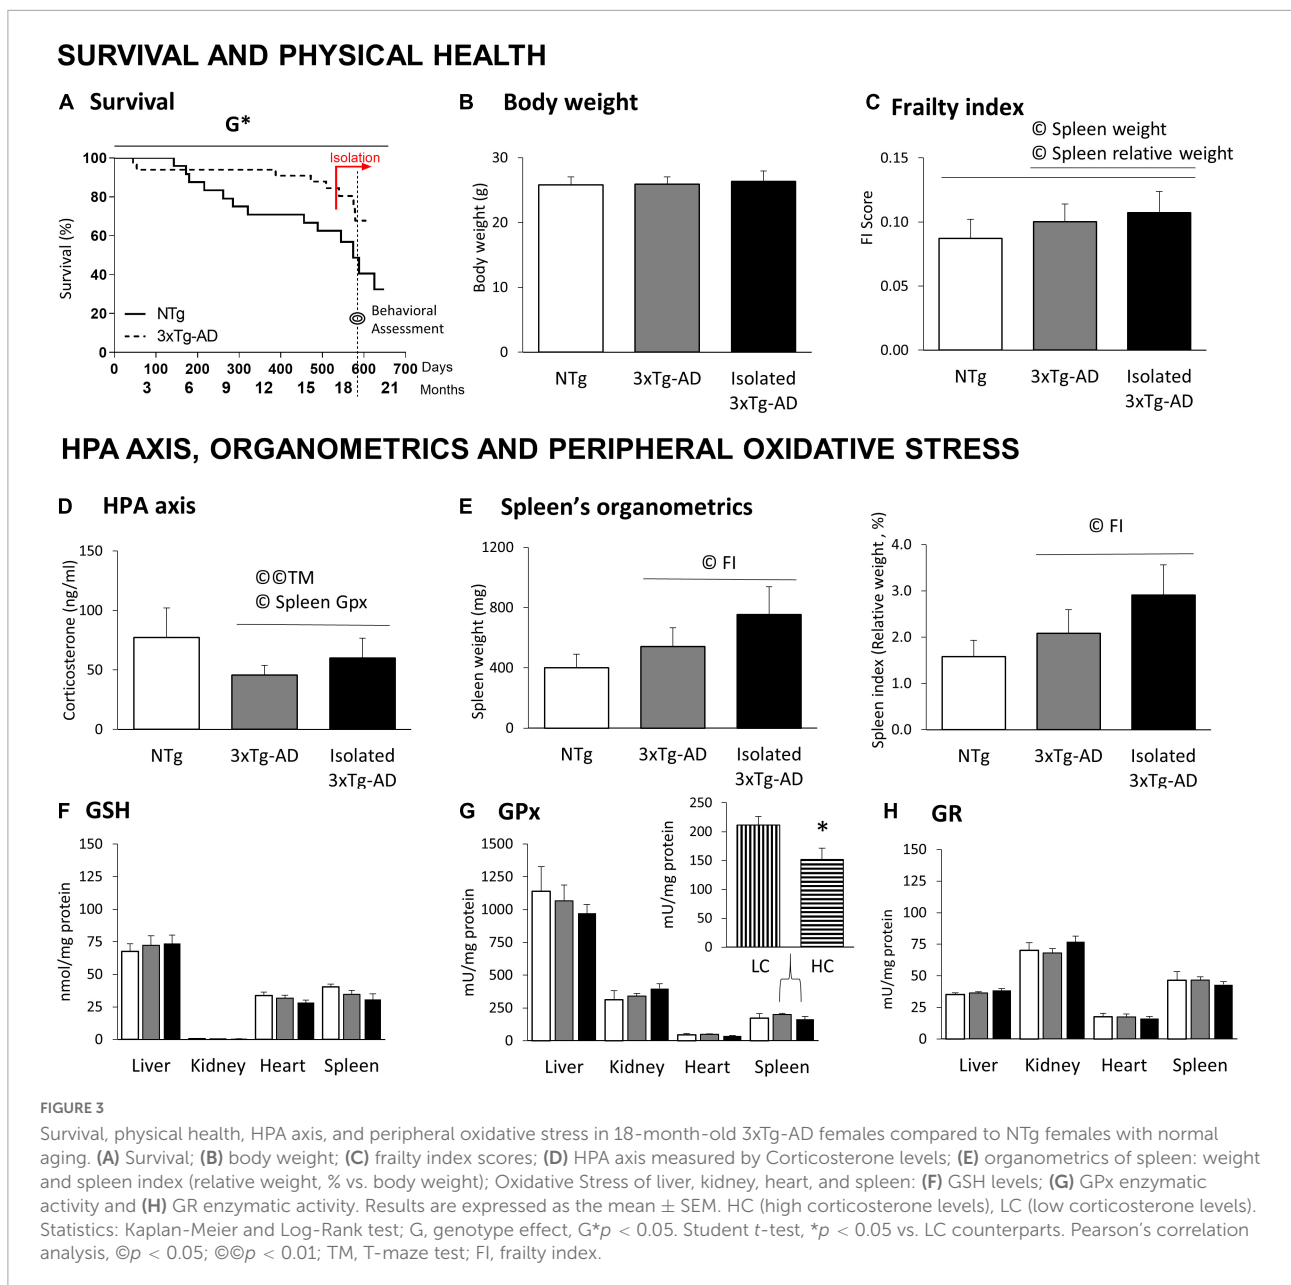 SURVIVAL AND PHYSICAL HEALTH
A Survival
G*
Isolation
Survival (%)
100
80
60
40
20
0
NTg
3xTg-AD
Behavioral
Assessment
0 100 200 300 400 500 600 700 Days
3 6 9 12 15 18 21 Months
B Body weight
Body weight (g)
30
20
10
0
NTg 3xTg-AD Isolated
3xTg-AD
C Frailty index
© Spleen weight
© Spleen relative weight
FI Score
0.15
0.10
0.05
0.00
NTg 3xTg-AD Isolated
3xTg-AD
HPA AXIS, ORGANOMETRICS AND PERIPHERAL OXIDATIVE STRESS
D HPA axis
Corticosterone (ng/ml)
150
100
50
0
©©TM
© Spleen Gpx
NTg 3xTg-AD Isolated
3xTg-AD
E Spleen's organometrics
Spleen weight (mg)
1200
800
400
0
© FI
NTg 3xTg-AD Isolated
3xTg-AD
Spleen index (Relative weight , %)
4.0
3.0
2.0
1.0
0.0
© FI
NTg 3xTg-AD Isolated
3xTg-AD
F GSH
nmol/mg protein
150
125
100
75
50
25
0
Liver Kidney Heart Spleen
G GPx
mU/mg protein
1500
1250
1000
750
500
250
0
Liver Kidney Heart Spleen
mU/mg protein
250
200
150
100
50
0
*
LC HC
H GR
mU/mg protein
150
125
100
75
50
25
0
Liver Kidney Heart Spleen
FIGURE 3
Survival, physical health, HPA axis, and peripheral oxidative stress in 18-month-old 3xTg-AD females compared to NTg females with normal
aging. (A) Survival; (B) body weight; (C) frailty index scores; (D) HPA axis measured by Corticosterone levels; (E) organometrics of spleen: weight
and spleen index (relative weight, % vs. body weight); Oxidative Stress of liver, kidney, heart, and spleen: (F) GSH levels; (G) GPx enzymatic
activity and (H) GR enzymatic activity. Results are expressed as the mean ± SEM. HC (high corticosterone levels), LC (low corticosterone levels).
Statistics: Kaplan-Meier and Log-Rank test; G, genotype effect, G*p < 0.05. Student t-test, *p < 0.05 vs. LC counterparts. Pearson's correlation
analysis, ©p < 0.05; ©©p < 0.01; TM, T-maze test; FI, frailty index.